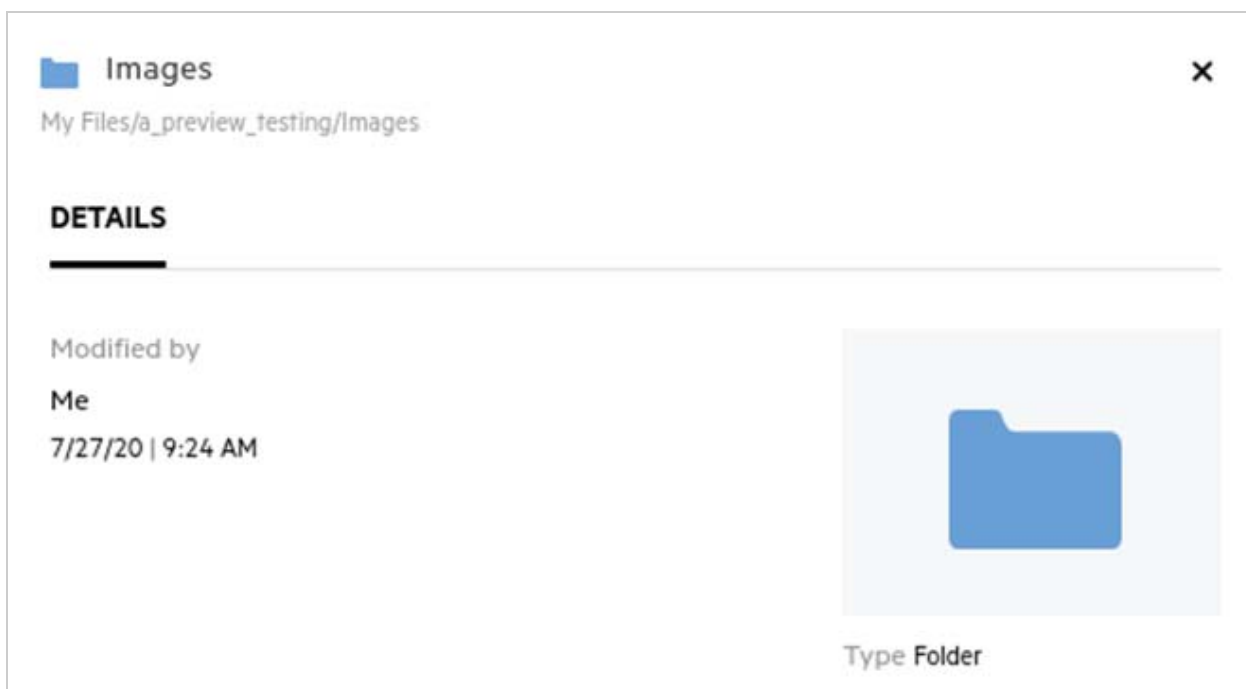 Images
My Files/a_preview_testing/Images
DETAILS
Modified by
Me
7/27/20 | 9:24 AM
Type Folder